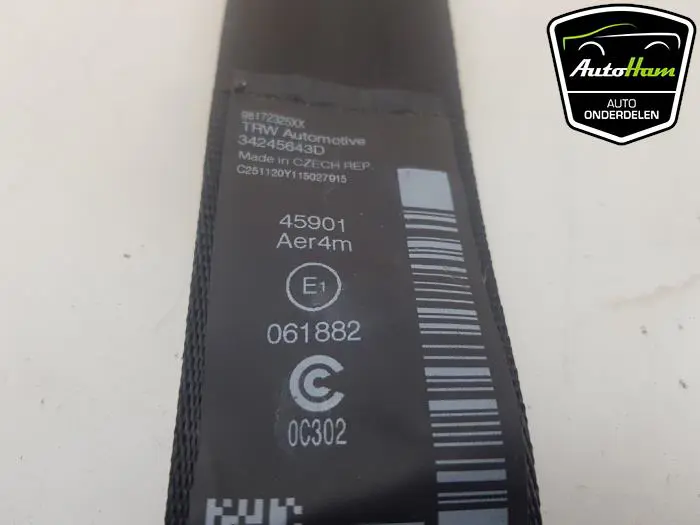 98172325XX
TRW Automotive
34245643D
Made in CZECH REP.
C251120Y115027915
45901
Aer4m
E1
061882
0C302
AutoHam
AUTO
ONDERDELEN